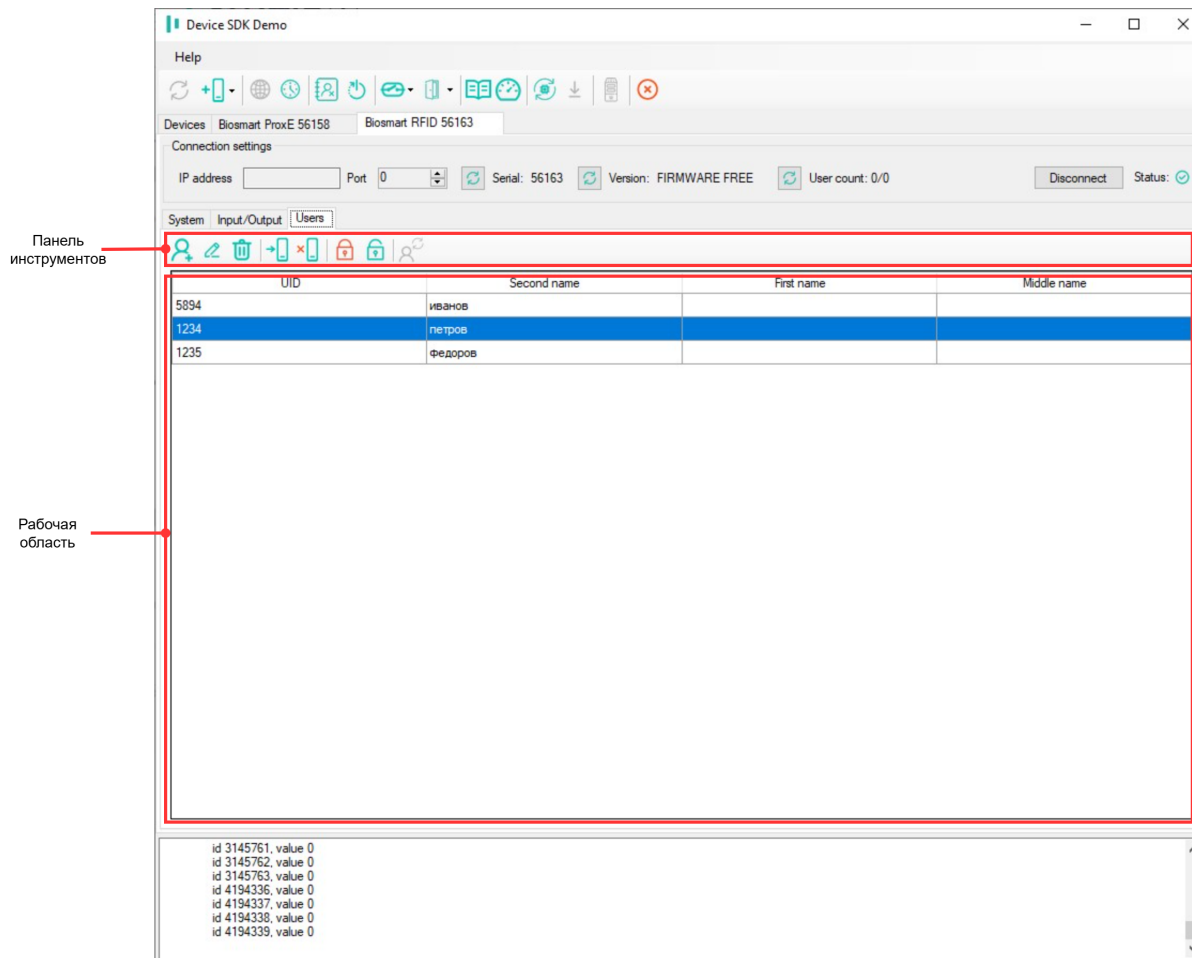 Device SDK Demo
Help
Devices Biosmart ProxE 56158 Biosmart RFID 56163
Connection settings
IP address Port 0 Serial: 56163 Version: FIRMWARE FREE User count: 0/0 Disconnect Status:
System Input/Output Users
Панель
инструментов
UID Second name First name Middle name
5894 иванов
1234 петров
1235 федоров
Рабочая
область
id 3145761, value 0
id 3145762, value 0
id 3145763, value 0
id 4194336, value 0
id 4194337, value 0
id 4194338, value 0
id 4194339, value 0